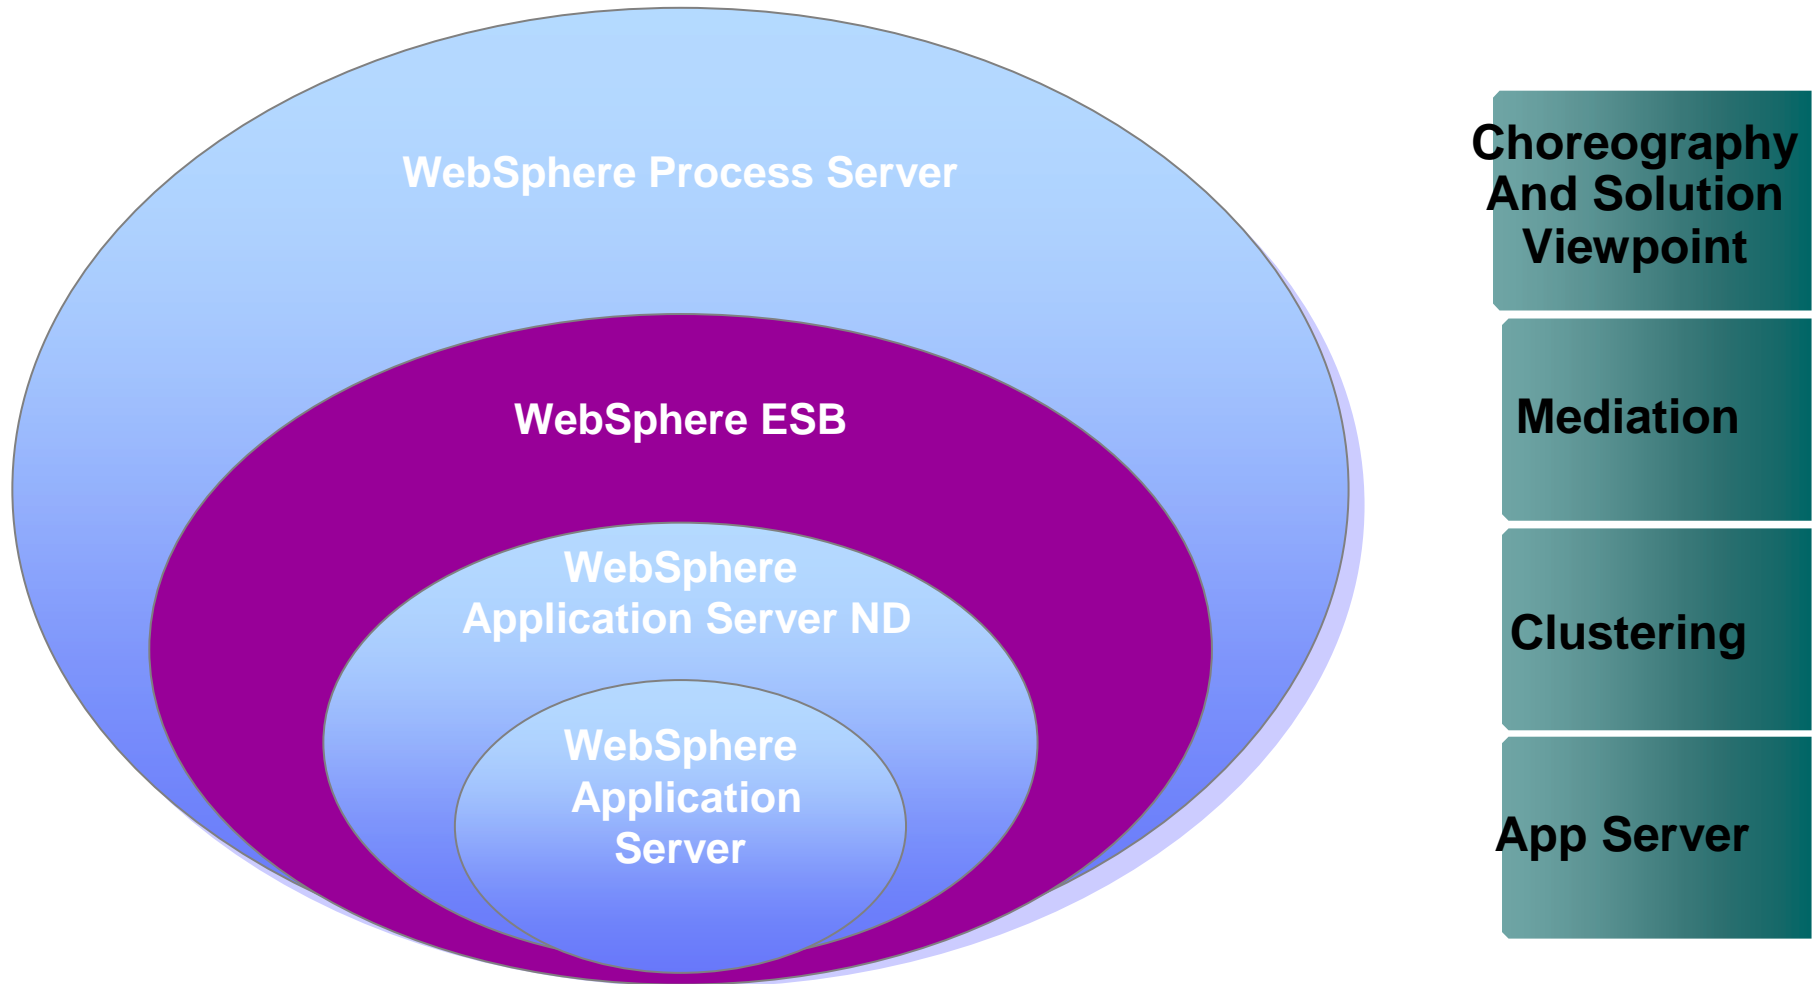 WebSphere Process Server
WebSphere ESB
WebSphere
Application Server ND
WebSphere
Application
Server
Choreography
And Solution
Viewpoint
Mediation
Clustering
App Server